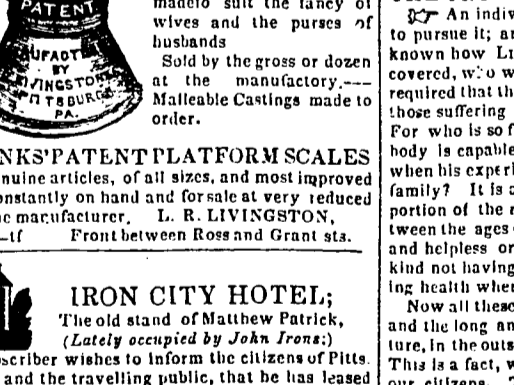 PATENT
MANUFACTD
BY
LIVINGSTON
PITTSBURG
PA.
madeto suit the fancy of
wives and the purses of
husbands
Sold by the gross or dozen
at the manufactory.---
Malleable Castings made to
order.
NKS'PATENT PLATFORM SCALES
nuine articles, of all sizes, and most improved
onstantly on hand and for sale at very reduced
manufacturer. L. R. LIVINGSTON,
—tf Front between Ross and Grant sts.
IRON CITY HOTEL;
The old stand of Matthew Patrick,
(Lately occupied by John Irons:)
scriber wishes to inform the citizens of Pitts.
and the travelling public, that he has leased
☞ An indiv
to pursue it; an
known how Li
covered, who w
required that th
those suffering
For who is so f
body is capable
when his experi
family? It is a
portion of the r
tween the ages
and helpless or
kind not having
ing health when
Now all these
and the long an
ture, in the outs
This is a fact, w
our citizens.